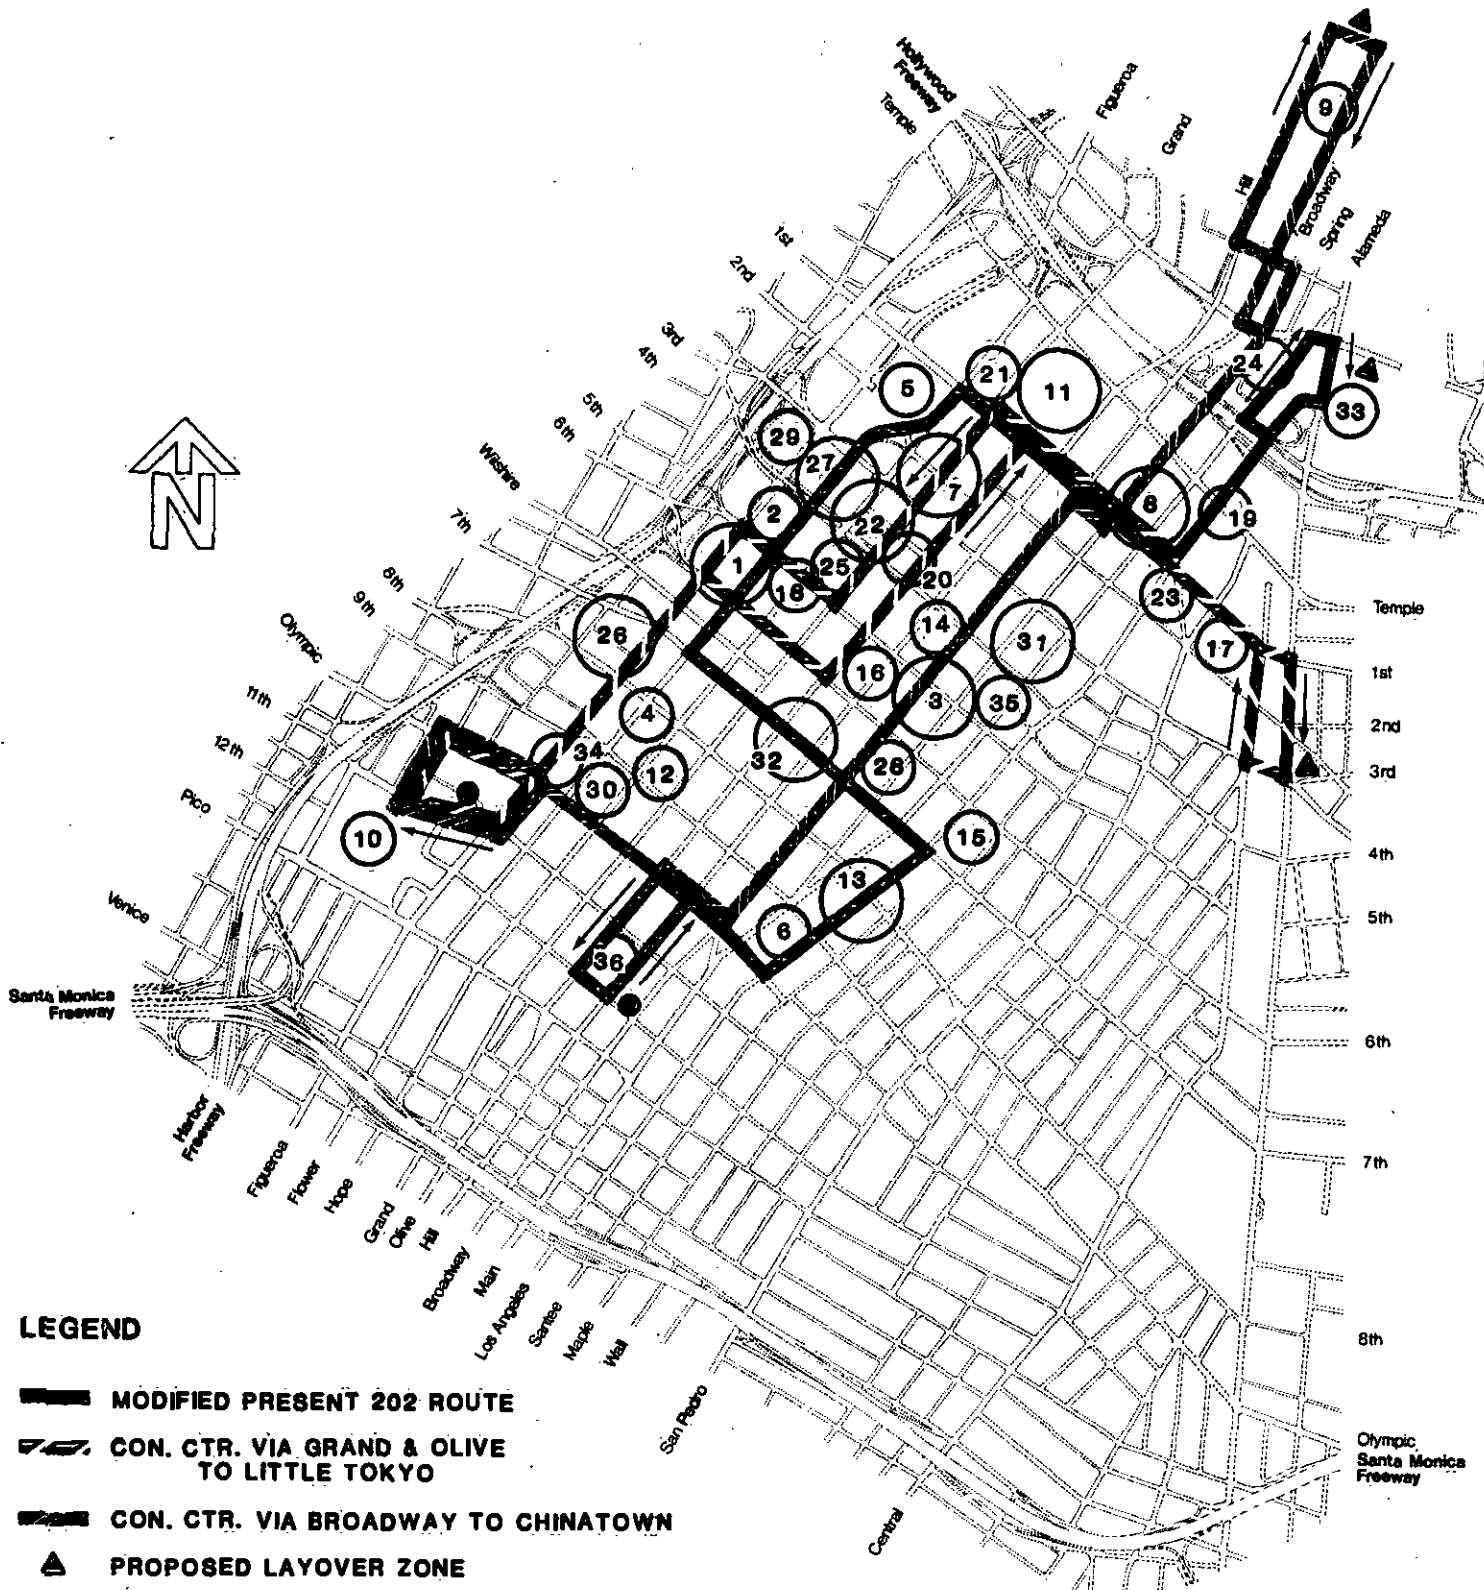 Hollywood
Freeway
Temple
Figueroa
Grand
Hill
Broadway
Spring
Alameda
1st
2nd
3rd
4th
5th
6th
Wilshire
7th
8th
9th
Olympic
11th
12th
Pico
Venice
Santa Monica
Freeway
N
9
24
33
21
11
5
29
27
7
2
22
8
19
1
25
18
20
23
26
14
31
17
16
3
35
4
32
34
30
12
28
10
15
13
6
36
Temple
1st
2nd
3rd
4th
5th
6th
7th
8th
Olympic
Santa Monica
Freeway
Harbor
Freeway
Figueroa
Flower
Hope
Grand
Olive
Hill
Broadway
Main
Los Angeles
Santee
Maple
Wall
San Pedro
Central
LEGEND
MODIFIED PRESENT 202 ROUTE
CON. CTR. VIA GRAND & OLIVE
TO LITTLE TOKYO
CON. CTR. VIA BROADWAY TO CHINATOWN
PROPOSED LAYOVER ZONE